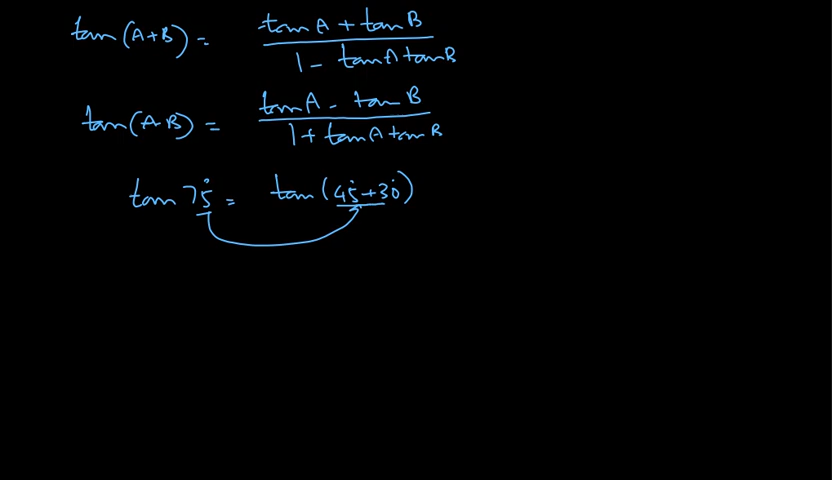 tan(A+B) = (tanA + tanB)/(1 - tanA tanB)
tan(A-B) = (tanA - tanB)/(1 + tanA tanB)
tan 75° = tan(45°+30°)